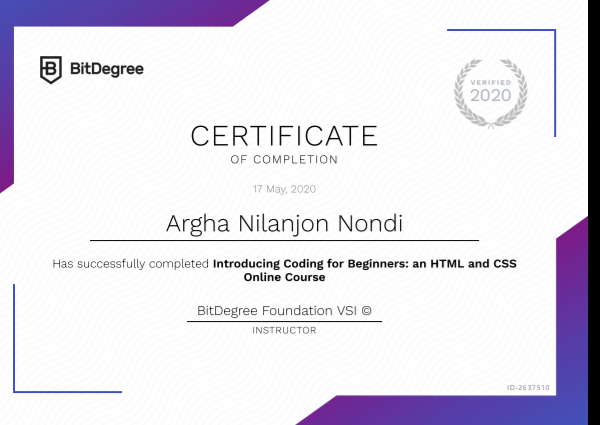 BitDegree
VERIFIED
2020
CERTIFICATE
OF COMPLETION
17 May, 2020
Argha Nilanjon Nondi
Has successfully completed Introducing Coding for Beginners: an HTML and CSS
Online Course
BitDegree Foundation VSI ©
INSTRUCTOR
ID-2637510